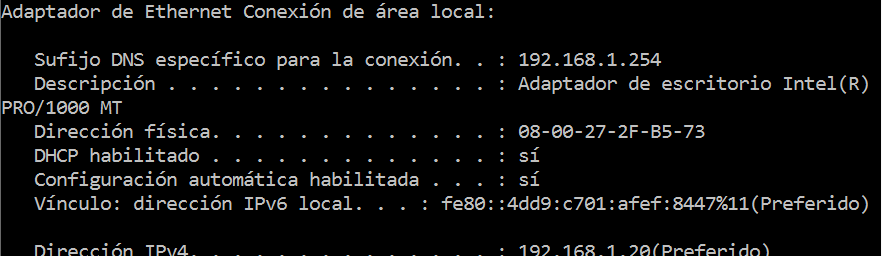 Adaptador de Ethernet Conexión de área local:
Sufijo DNS específico para la conexión. . : 192.168.1.254
Descripción . . . . . . . . . . . . . . . : Adaptador de escritorio Intel(R)
PRO/1000 MT
Dirección física. . . . . . . . . . . . . : 08-00-27-2F-B5-73
DHCP habilitado . . . . . . . . . . . . . : sí
Configuración automática habilitada . . . : sí
Vínculo: dirección IPv6 local. . . : fe80::4dd9:c701:afef:8447%11(Preferido)
Dirección IPv4. . . . . . . . . . . . . . : 192.168.1.20(Preferido)